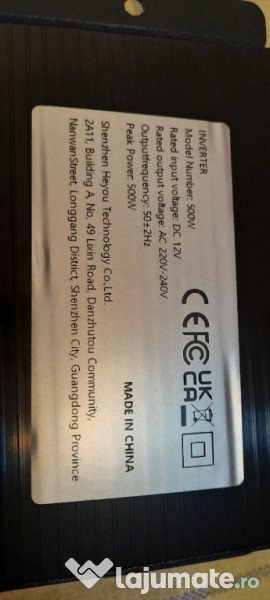 INVERTER
Model Number: 500W
Rated input voltage: DC 12V
Rated output voltage: AC 220V-240V
Outputfrequency: 50±2Hz
Peak Power: 500W
CE FC UK CA
MADE IN CHINA
Shenzhen Heyou Technology Co.,Ltd.
2A11, Building A, No. 49 Lixin Road, Danzhutou Community,
NanwanStreet, Longgang District, Shenzhen City, Guangdong Province
lajumate.ro